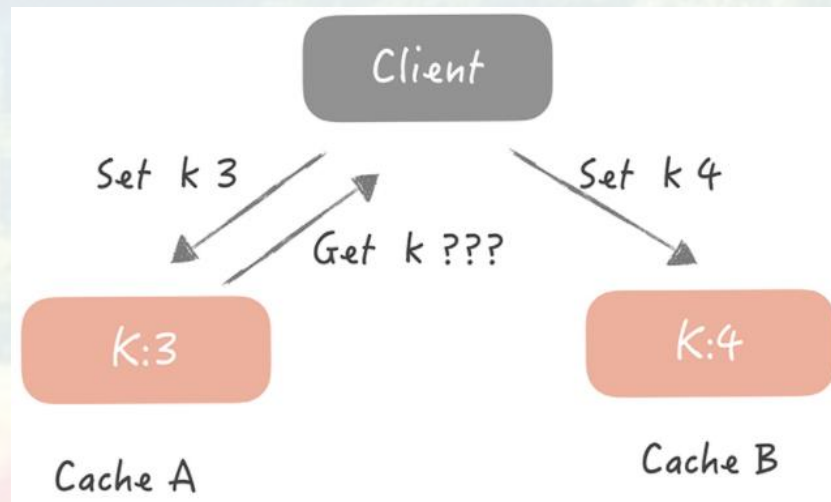 Client
Set k 3
Set k 4
Get k ???
K:3
K:4
Cache A
Cache B